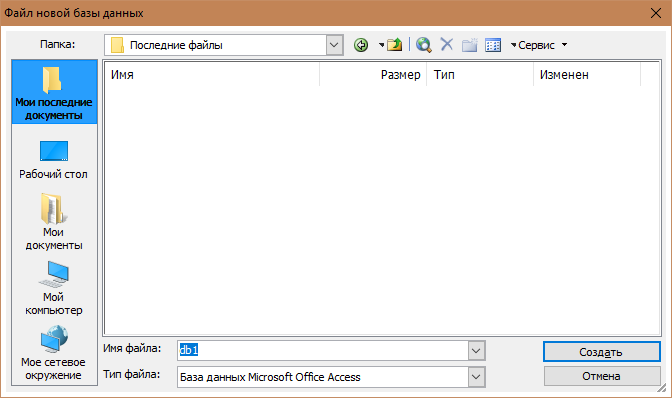 Файл новой базы данных
Папка:
Последние файлы
Сервис
Мои последние
документы
Рабочий стол
Мои
документы
Мой
компьютер
Мое сетевое
окружение
Имя Размер Тип Изменен
Имя файла:
db1
Создать
Тип файла:
База данных Microsoft Office Access
Отмена